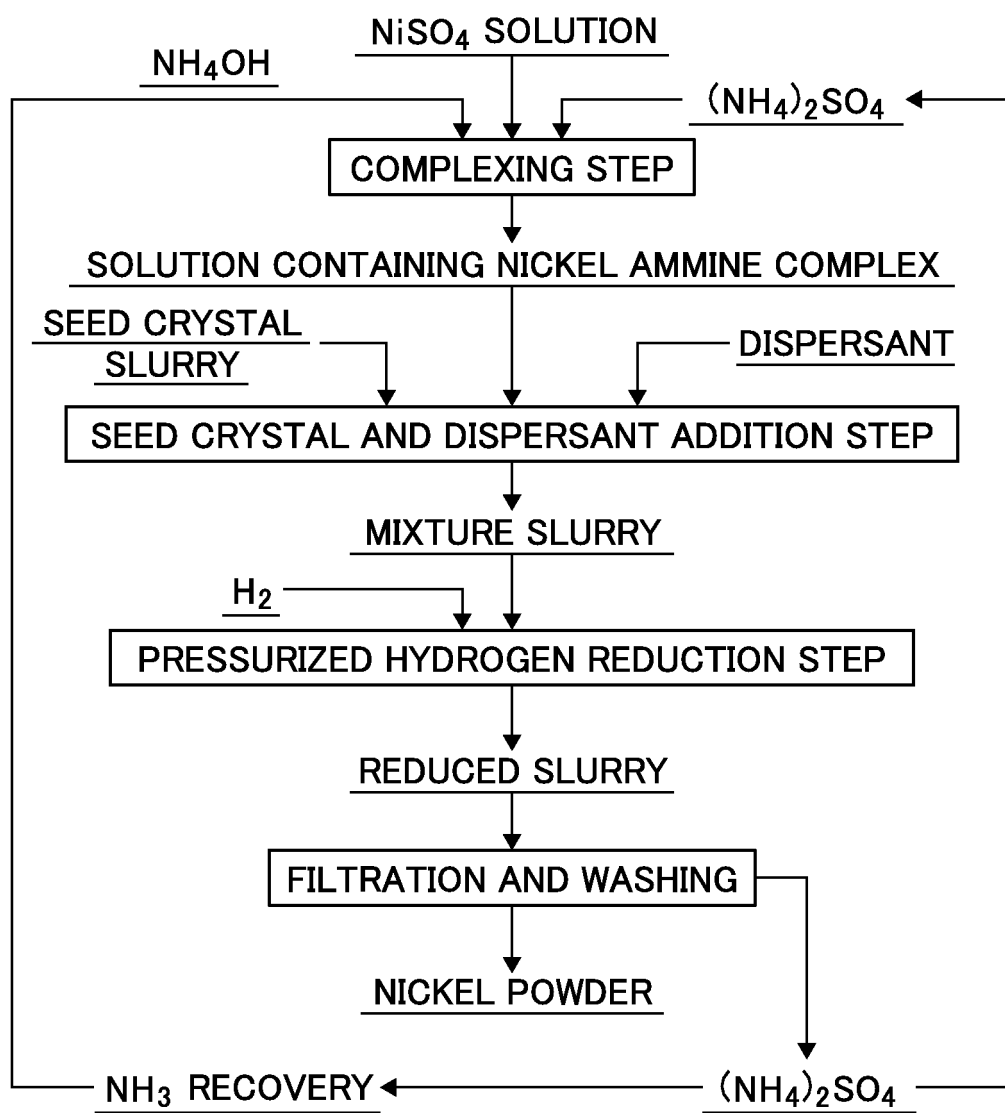 NiSO4 SOLUTION
NH4OH
(NH4)2SO4
COMPLEXING STEP
SOLUTION CONTAINING NICKEL AMMINE COMPLEX
SEED CRYSTAL
SLURRY
DISPERSANT
SEED CRYSTAL AND DISPERSANT ADDITION STEP
MIXTURE SLURRY
H2
PRESSURIZED HYDROGEN REDUCTION STEP
REDUCED SLURRY
FILTRATION AND WASHING
NICKEL POWDER
NH3 RECOVERY
(NH4)2SO4